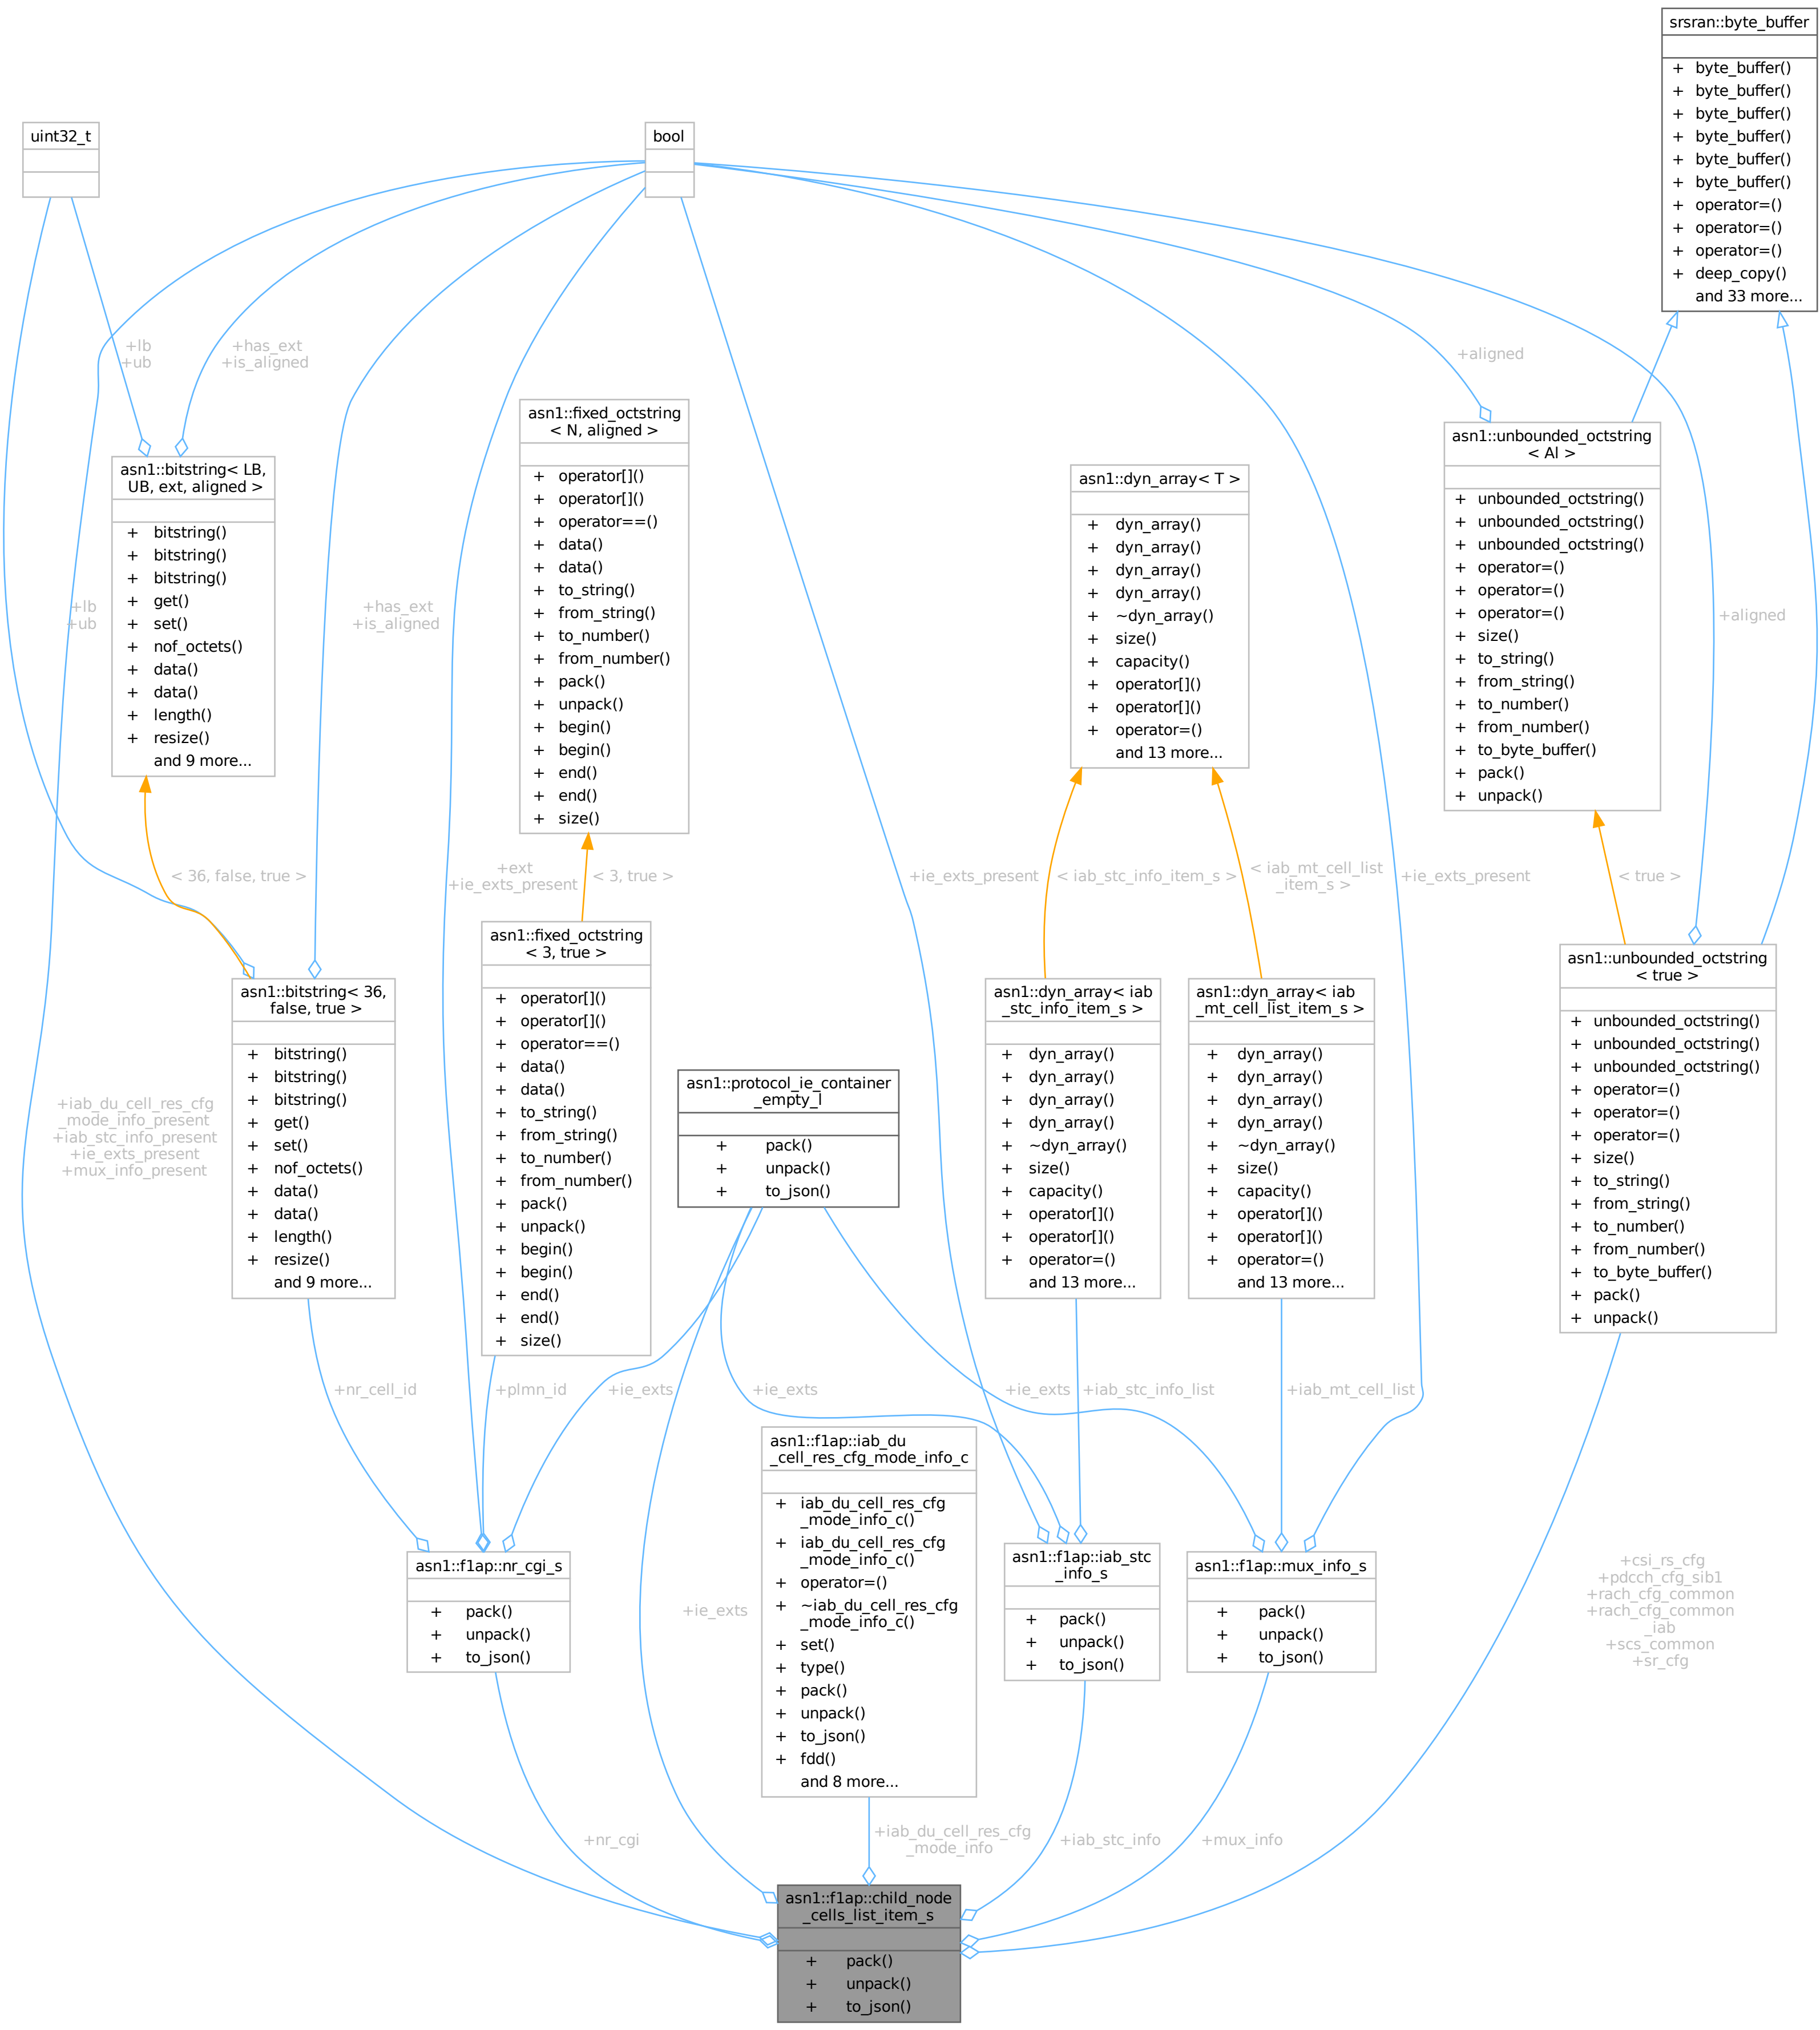 srsran::byte_buffer
+ byte_buffer()
+ byte_buffer()
+ byte_buffer()
+ byte_buffer()
+ byte_buffer()
+ byte_buffer()
+ operator=()
+ operator=()
+ operator=()
+ deep_copy()
and 33 more...
uint32_t
bool
+lb
+ub
+has_ext
+is_aligned
+aligned
asn1::fixed_octstring
< N, aligned >
+ operator[]()
+ operator[]()
+ operator==()
+ data()
+ data()
+ to_string()
+ from_string()
+ to_number()
+ from_number()
+ pack()
+ unpack()
+ begin()
+ begin()
+ end()
+ end()
+ size()
asn1::unbounded_octstring
< Al >
+ unbounded_octstring()
+ unbounded_octstring()
+ unbounded_octstring()
+ operator=()
+ operator=()
+ operator=()
+ size()
+ to_string()
+ from_string()
+ to_number()
+ from_number()
+ to_byte_buffer()
+ pack()
+ unpack()
asn1::bitstring< LB,
UB, ext, aligned >
+ bitstring()
+ bitstring()
+ bitstring()
+ get()
+ set()
+ nof_octets()
+ data()
+ data()
+ length()
+ resize()
and 9 more...
asn1::dyn_array< T >
+ dyn_array()
+ dyn_array()
+ dyn_array()
+ dyn_array()
+ ~dyn_array()
+ size()
+ capacity()
+ operator[]()
+ operator[]()
+ operator=()
and 13 more...
+lb
+ub
+has_ext
+is_aligned
+aligned
< 36, false, true >
+ext
+ie_exts_present
< 3, true >
+ie_exts_present
< iab_stc_info_item_s >
< iab_mt_cell_list
_item_s >
+ie_exts_present
< true >
asn1::fixed_octstring
< 3, true >
+ operator[]()
+ operator[]()
+ operator==()
+ data()
+ data()
+ to_string()
+ from_string()
+ to_number()
+ from_number()
+ pack()
+ unpack()
+ begin()
+ begin()
+ end()
+ end()
+ size()
asn1::unbounded_octstring
< true >
+ unbounded_octstring()
+ unbounded_octstring()
+ unbounded_octstring()
+ operator=()
+ operator=()
+ operator=()
+ size()
+ to_string()
+ from_string()
+ to_number()
+ from_number()
+ to_byte_buffer()
+ pack()
+ unpack()
asn1::bitstring< 36,
false, true >
+ bitstring()
+ bitstring()
+ bitstring()
+ get()
+ set()
+ nof_octets()
+ data()
+ data()
+ length()
+ resize()
and 9 more...
asn1::dyn_array< iab
_stc_info_item_s >
+ dyn_array()
+ dyn_array()
+ dyn_array()
+ dyn_array()
+ ~dyn_array()
+ size()
+ capacity()
+ operator[]()
+ operator[]()
+ operator=()
and 13 more...
asn1::dyn_array< iab
_mt_cell_list_item_s >
+ dyn_array()
+ dyn_array()
+ dyn_array()
+ dyn_array()
+ ~dyn_array()
+ size()
+ capacity()
+ operator[]()
+ operator[]()
+ operator=()
and 13 more...
asn1::protocol_ie_container
_empty_l
+ pack()
+ unpack()
+ to_json()
+iab_du_cell_res_cfg
_mode_info_present
+iab_stc_info_present
+ie_exts_present
+mux_info_present
+nr_cell_id
+plmn_id
+ie_exts
+ie_exts
+ie_exts
+iab_stc_info_list
+iab_mt_cell_list
asn1::f1ap::iab_du
_cell_res_cfg_mode_info_c
+ iab_du_cell_res_cfg
_mode_info_c()
+ iab_du_cell_res_cfg
_mode_info_c()
+ operator=()
+ ~iab_du_cell_res_cfg
_mode_info_c()
+ set()
+ type()
+ pack()
+ unpack()
+ to_json()
+ fdd()
and 8 more...
asn1::f1ap::nr_cgi_s
+ pack()
+ unpack()
+ to_json()
+ie_exts
asn1::f1ap::iab_stc
_info_s
+ pack()
+ unpack()
+ to_json()
asn1::f1ap::mux_info_s
+ pack()
+ unpack()
+ to_json()
+csi_rs_cfg
+pdcch_cfg_sib1
+rach_cfg_common
+rach_cfg_common
_iab
+scs_common
+sr_cfg
+nr_cgi
+iab_du_cell_res_cfg
_mode_info
+iab_stc_info
+mux_info
asn1::f1ap::child_node
_cells_list_item_s
+ pack()
+ unpack()
+ to_json()